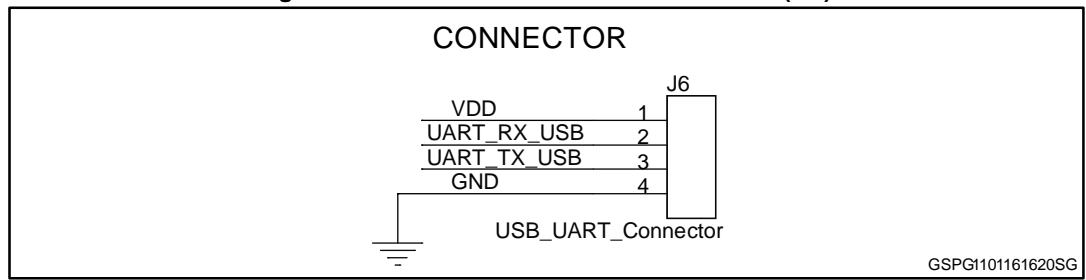 CONNECTOR
J6
VDD 1
UART_RX_USB 2
UART_TX_USB 3
GND 4
USB_UART_Connector
GSPG1101161620SG